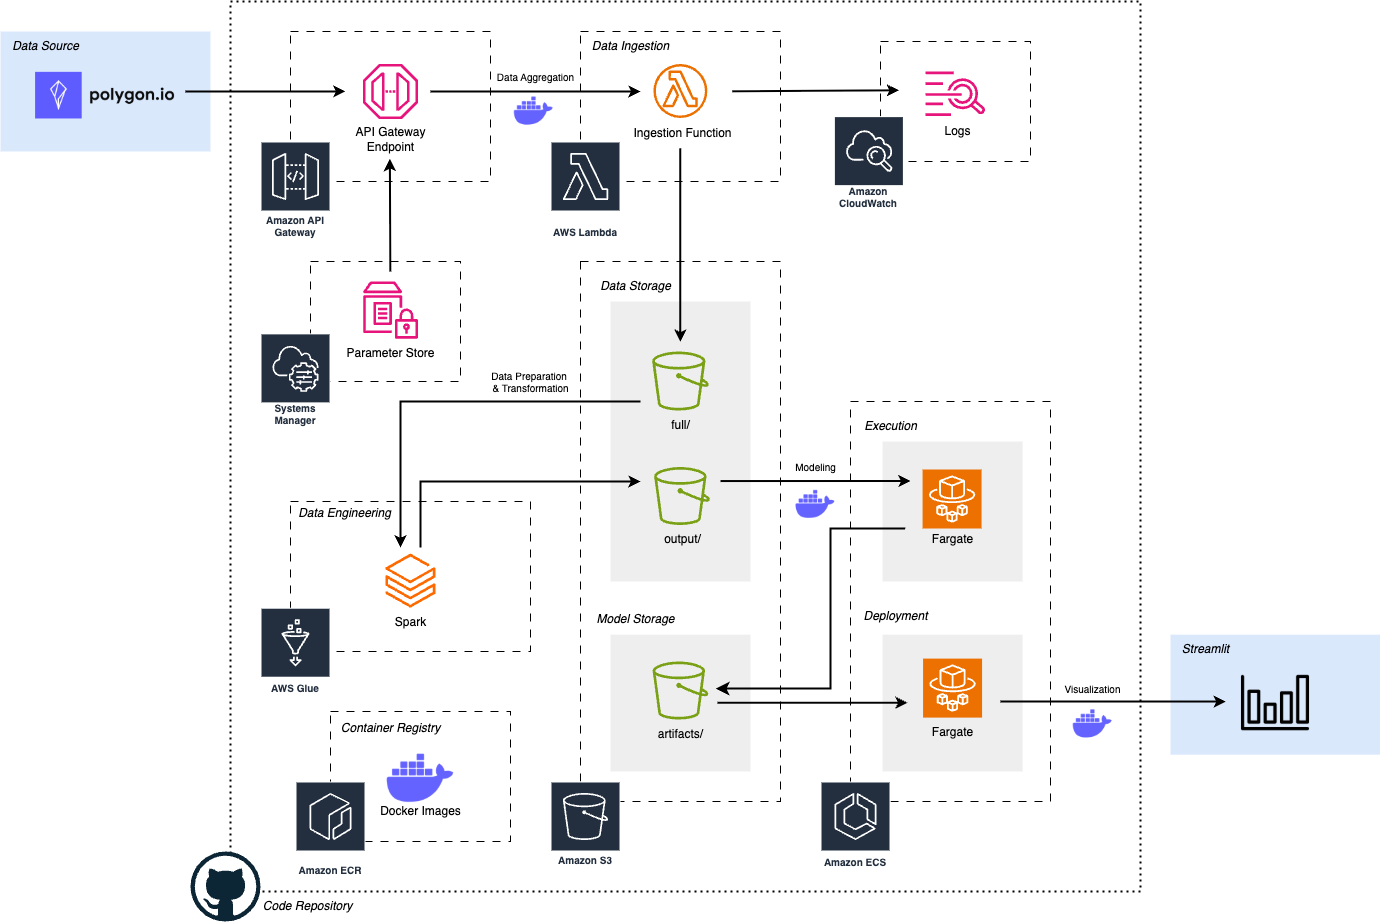 Data Source
polygon.io
API Gateway
Endpoint
Amazon API
Gateway
Data Aggregation
Data Ingestion
Ingestion Function
AWS Lambda
Logs
Amazon
CloudWatch
Parameter Store
Systems
Manager
Data Preparation
& Transformation
Data Storage
full/
output/
Modeling
Execution
Fargate
Data Engineering
Spark
AWS Glue
Model Storage
artifacts/
Deployment
Fargate
Visualization
Streamlit
Container Registry
Docker Images
Amazon ECR
Amazon S3
Amazon ECS
Code Repository